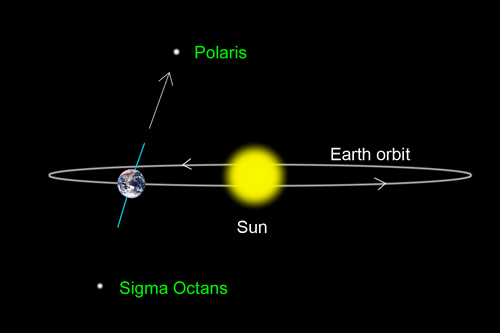 Polaris
Earth orbit
Sun
Sigma Octans